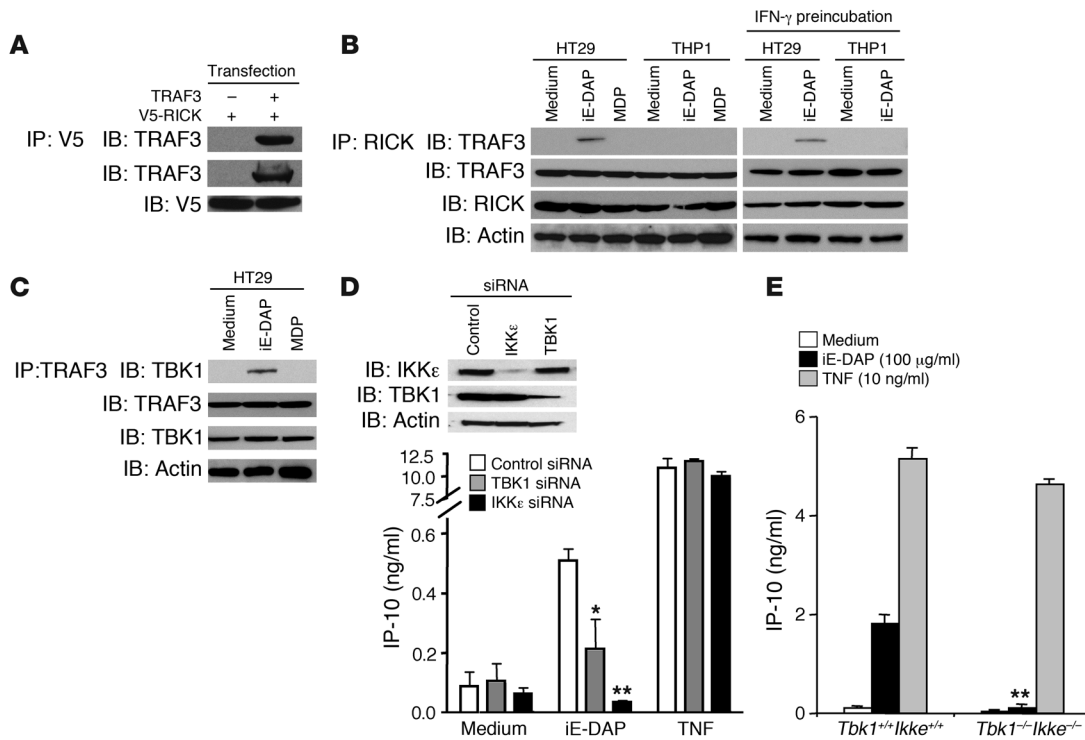 A
Transfection
TRAF3 – +
V5-RICK + +
IP: V5 IB: TRAF3
IB: TRAF3
IB: V5
B
IFN-γ preincubation
HT29 THP1 HT29 THP1
Medium iE-DAP MDP Medium iE-DAP MDP Medium iE-DAP Medium iE-DAP
IP: RICK IB: TRAF3
IB: TRAF3
IB: RICK
IB: Actin
C
HT29
Medium iE-DAP MDP
IP:TRAF3 IB: TBK1
IB: TRAF3
IB: TBK1
IB: Actin
D
siRNA
Control IKKε TBK1
IB: IKKε
IB: TBK1
IB: Actin
Control siRNA
TBK1 siRNA
IKKε siRNA
IP-10 (ng/ml)
12.5
10.0
7.5
0.6
0.4
0.2
0.0
* **
Medium iE-DAP TNF
E
Medium
iE-DAP (100 μg/ml)
TNF (10 ng/ml)
IP-10 (ng/ml)
6
4
2
0
**
Tbk1+/+Ikke+/+ Tbk1–/–Ikke–/–